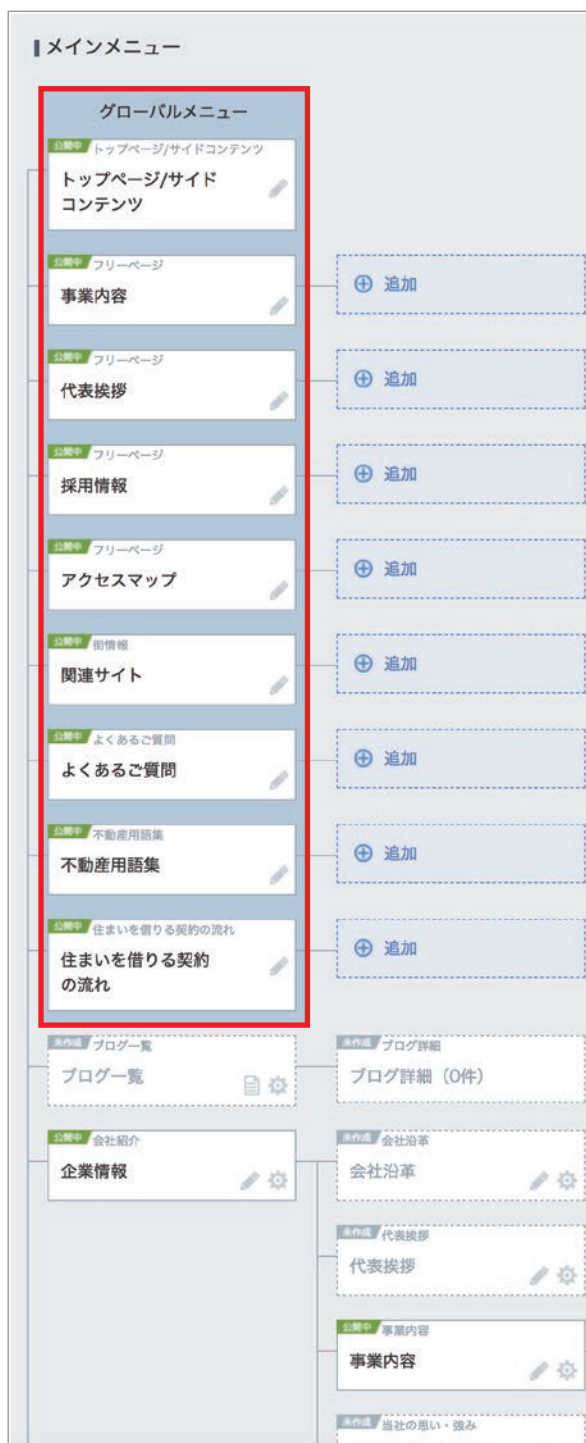 メインメニュー
グローバルメニュー
公開中 トップページ/サイドコンテンツ
トップページ/サイド
コンテンツ
公開中 フリーページ
事業内容
追加
公開中 フリーページ
代表挨拶
追加
公開中 フリーページ
採用情報
追加
公開中 フリーページ
アクセスマップ
追加
公開中 街情報
関連サイト
追加
公開中 よくあるご質問
よくあるご質問
追加
公開中 不動産用語集
不動産用語集
追加
公開中 住まいを借りる契約の流れ
住まいを借りる契約
の流れ
追加
未作成 ブログ一覧
ブログ一覧
未作成 ブログ詳細
ブログ詳細（0件）
公開中 会社紹介
企業情報
未作成 会社沿革
会社沿革
未作成 代表挨拶
代表挨拶
公開中 事業内容
事業内容
未作成 当社の思い・強み